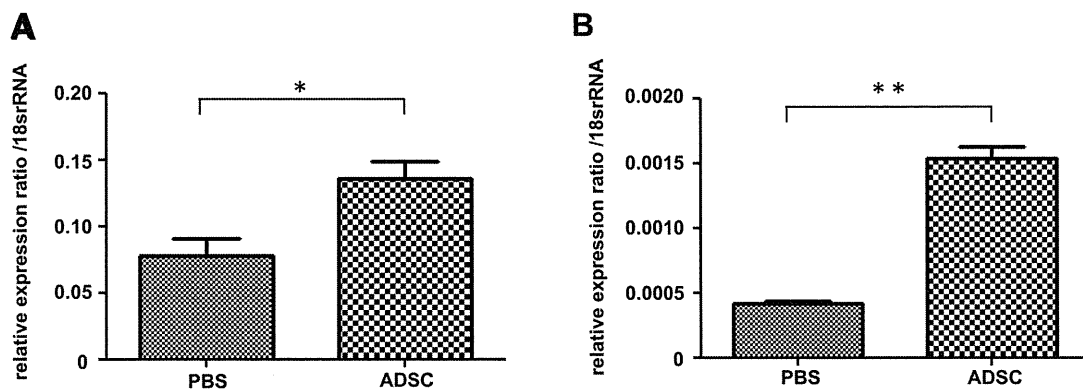 A
relative expression ratio /18srRNA
0.20
0.15
0.10
0.05
0
*
PBS
ADSC
B
relative expression ratio /18srRNA
0.0020
0.0015
0.0010
0.0005
0
**
PBS
ADSC